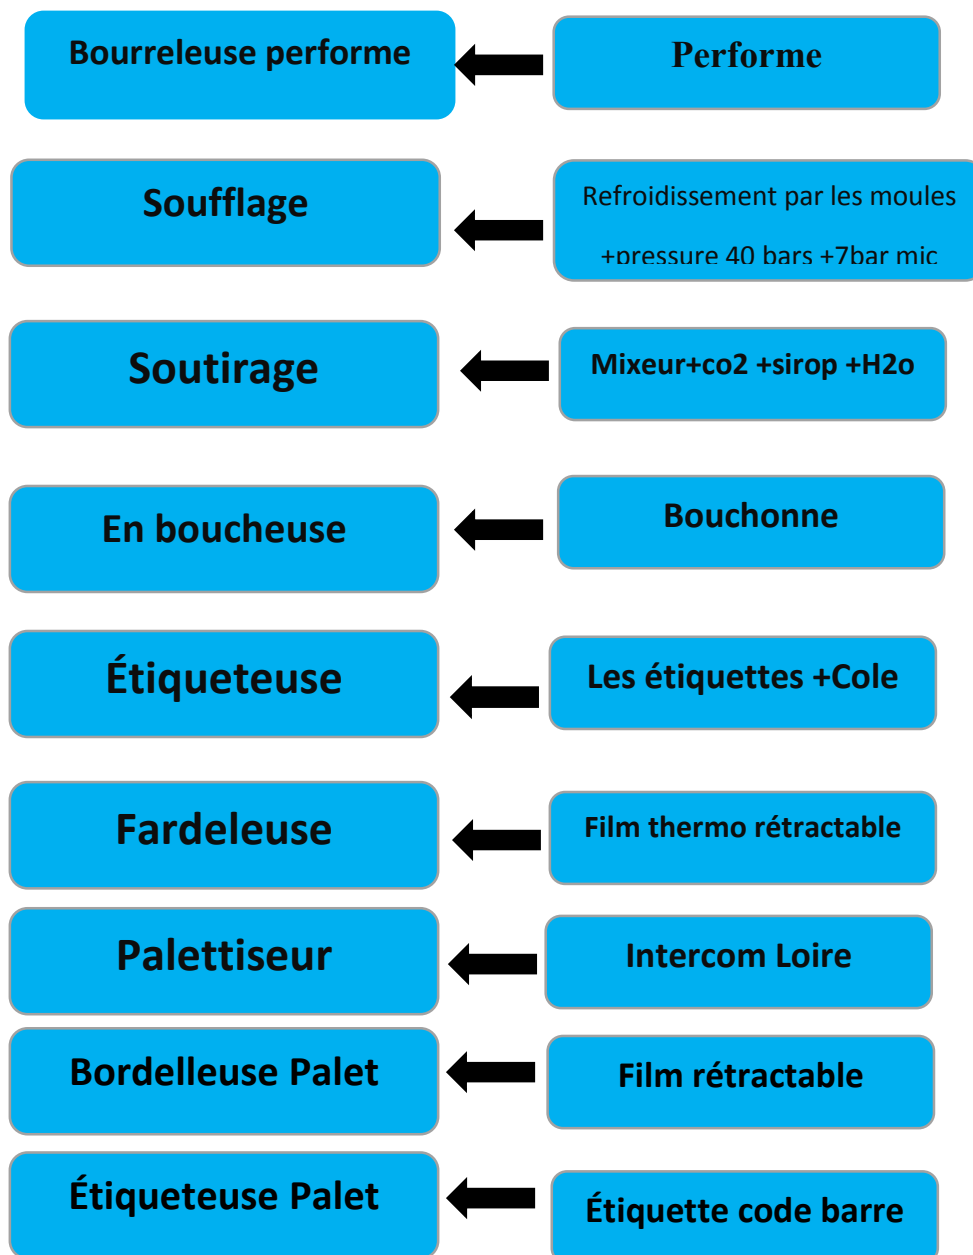 Bourreleuse performe
Performe
Soufflage
Refroidissement par les moules
+pressure 40 bars +7bar mic
Soutirage
Mixeur+co2 +sirop +H2o
En boucheuse
Bouchonne
Étiqueteuse
Les étiquettes +Cole
Fardeleuse
Film thermo rétractable
Palettiseur
Intercom Loire
Bordelleuse Palet
Film rétractable
Étiqueteuse Palet
Étiquette code barre